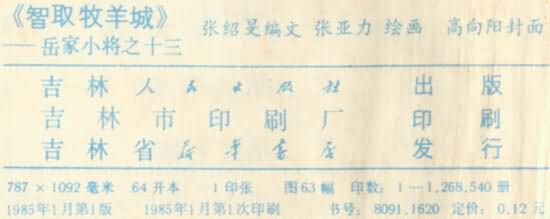 《智取牧羊城》
——岳家小将之十三
张绍旻编文 张亚力 绘画 高向阳封面
吉林人民出版社 出版
吉林市印刷厂 印刷
吉林省新华书店 发行
787×1092毫米 64开本 1印张 图63幅 印数：1—1,268,540册
1985年1月第1版 1985年1月第1次印刷 书号：8091.1620 定价：0.12元